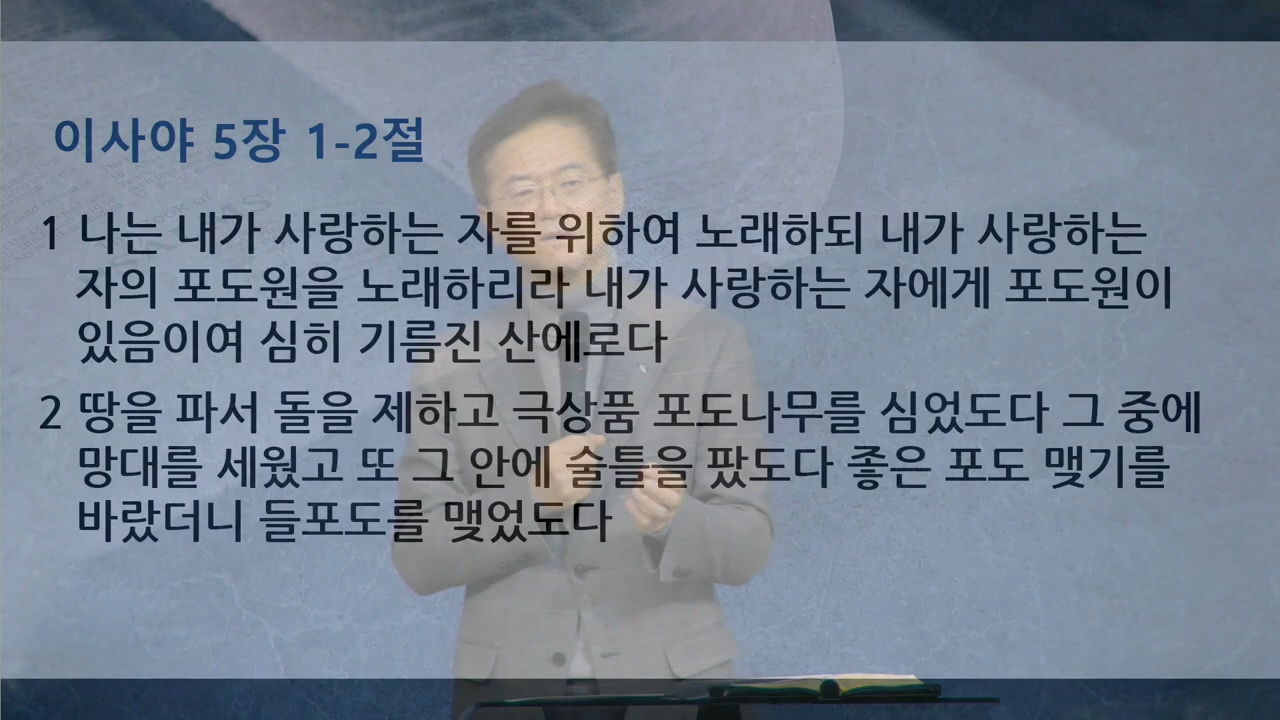 이사야 5장 1-2절
1 나는 내가 사랑하는 자를 위하여 노래하되 내가 사랑하는
자의 포도원을 노래하리라 내가 사랑하는 자에게 포도원이
있음이여 심히 기름진 산에로다
2 땅을 파서 돌을 제하고 극상품 포도나무를 심었도다 그 중에
망대를 세웠고 또 그 안에 술틀을 팠도다 좋은 포도 맺기를
바랐더니 들포도를 맺었도다